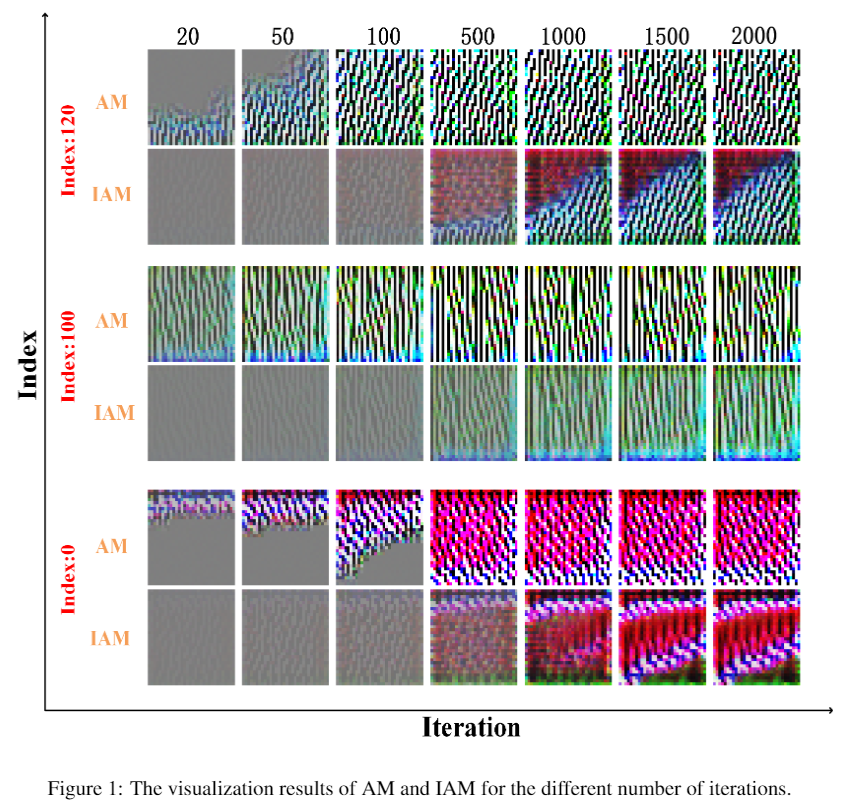 20 50 100 500 1000 1500 2000
Index:120
AM
IAM
Index:100
AM
IAM
Index:0
AM
IAM
Index
Iteration
Figure 1: The visualization results of AM and IAM for the different number of iterations.